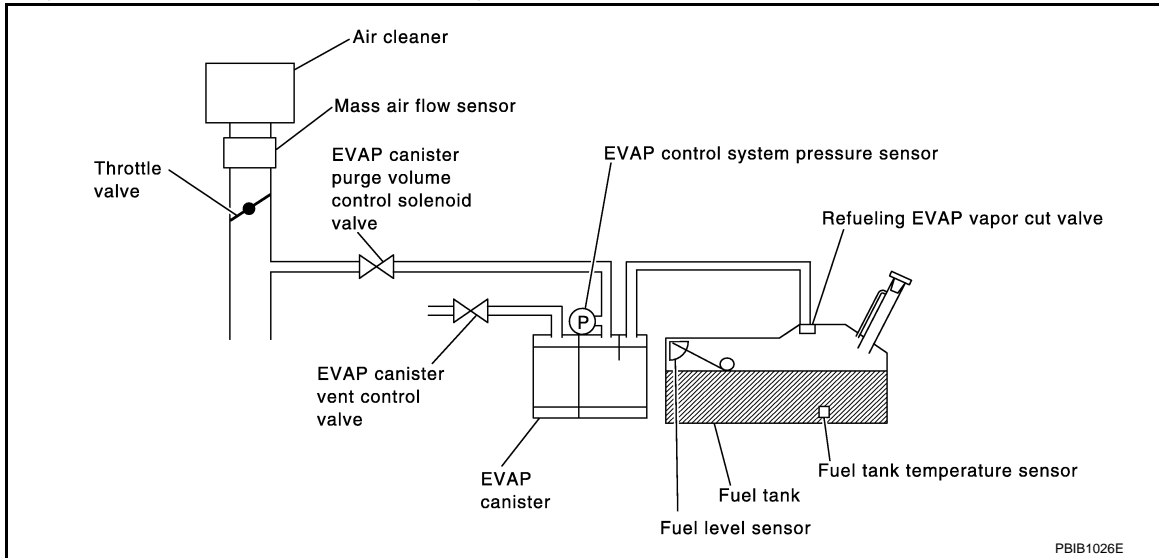 Air cleaner
Mass air flow sensor
Throttle
valve
EVAP canister
purge volume
control solenoid
valve
EVAP control system pressure sensor
Refueling EVAP vapor cut valve
P
EVAP canister
vent control
valve
EVAP
canister
Fuel tank temperature sensor
Fuel tank
Fuel level sensor
PBIB1026E